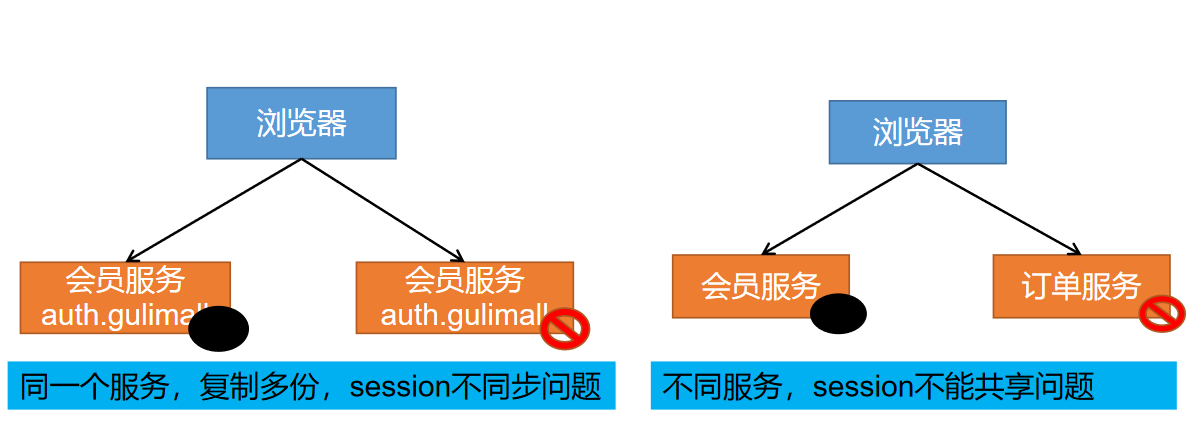 浏览器
会员服务
auth.gulimall
会员服务
auth.gulimall
同一个服务，复制多份，session不同步问题
浏览器
会员服务
订单服务
不同服务，session不能共享问题